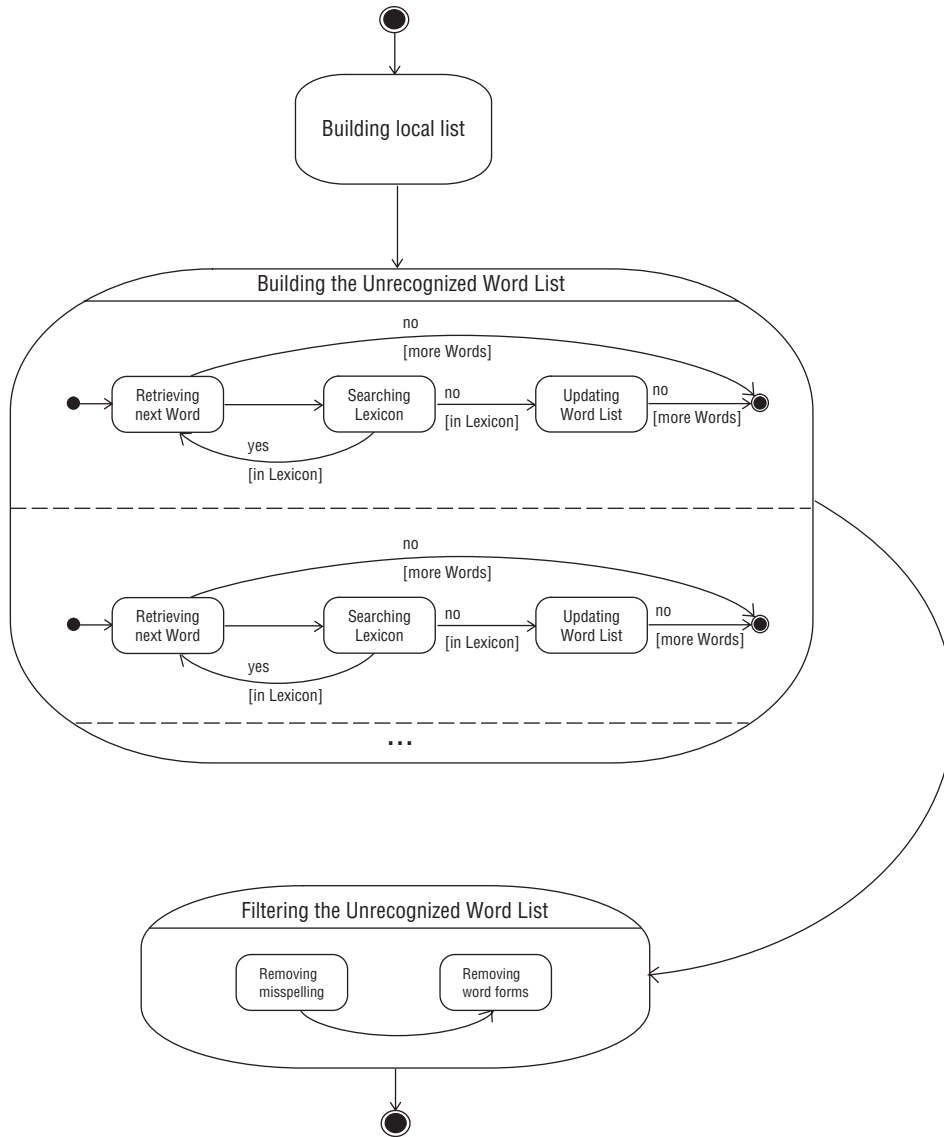 Building local list
Building the Unrecognized Word List
no
[more Words]
Retrieving
next Word
Searching
Lexicon
no
[in Lexicon]
Updating
Word List
no
[more Words]
yes
[in Lexicon]
no
[more Words]
Retrieving
next Word
Searching
Lexicon
no
[in Lexicon]
Updating
Word List
no
[more Words]
yes
[in Lexicon]
...
Filtering the Unrecognized Word List
Removing
misspelling
Removing
word forms